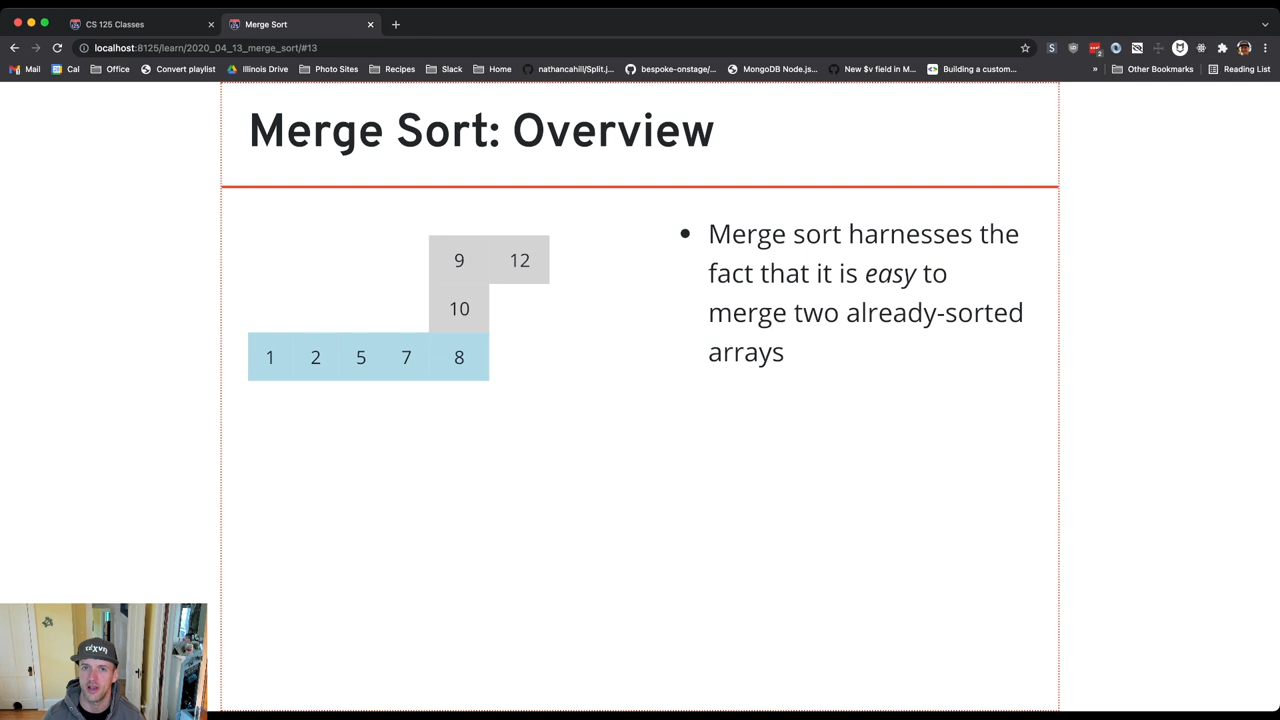 CS 125 Classes
Merge Sort
localhost:8125/learn/2020_04_13_merge_sort/#13
Mail Cal Office Convert playlist Illinois Drive Photo Sites Recipes Slack Home nathancahill/Split.j... bespoke-onstage/... MongoDB Node.js... New $v field in M... Building a custom... » Other Bookmarks Reading List
Merge Sort: Overview
9 12
10
1 2 5 7 8
• Merge sort harnesses the
fact that it is easy to
merge two already-sorted
arrays